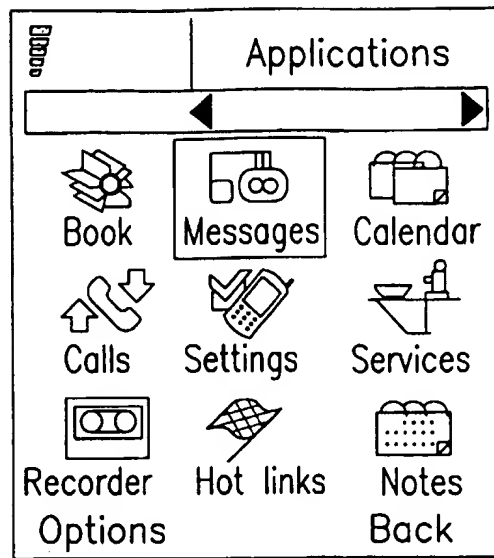 Applications
Book Messages Calendar
Calls Settings Services
Recorder Hot links Notes
Options Back